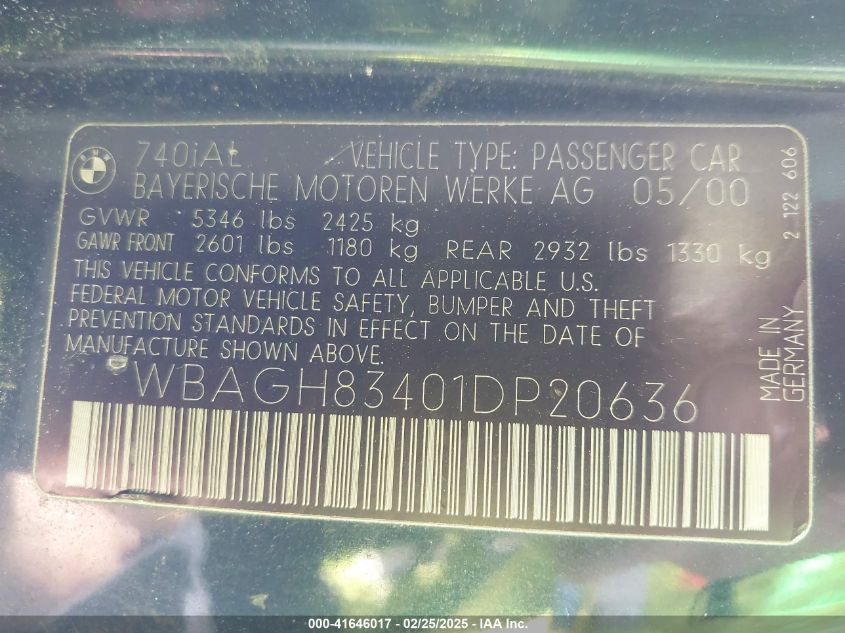 740iAL VEHICLE TYPE: PASSENGER CAR
BAYERISCHE MOTOREN WERKE AG 05/00
GVWR 5346 lbs 2425 kg
GAWR FRONT 2601 lbs 1180 kg REAR 2932 lbs 1330 kg
THIS VEHICLE CONFORMS TO ALL APPLICABLE U.S.
FEDERAL MOTOR VEHICLE SAFETY, BUMPER AND THEFT
PREVENTION STANDARDS IN EFFECT ON THE DATE OF
MANUFACTURE SHOWN ABOVE.
WBAGH83401DP20636
2 122 606
MADE IN
GERMANY
000-41646017 - 02/25/2025 - IAA Inc.